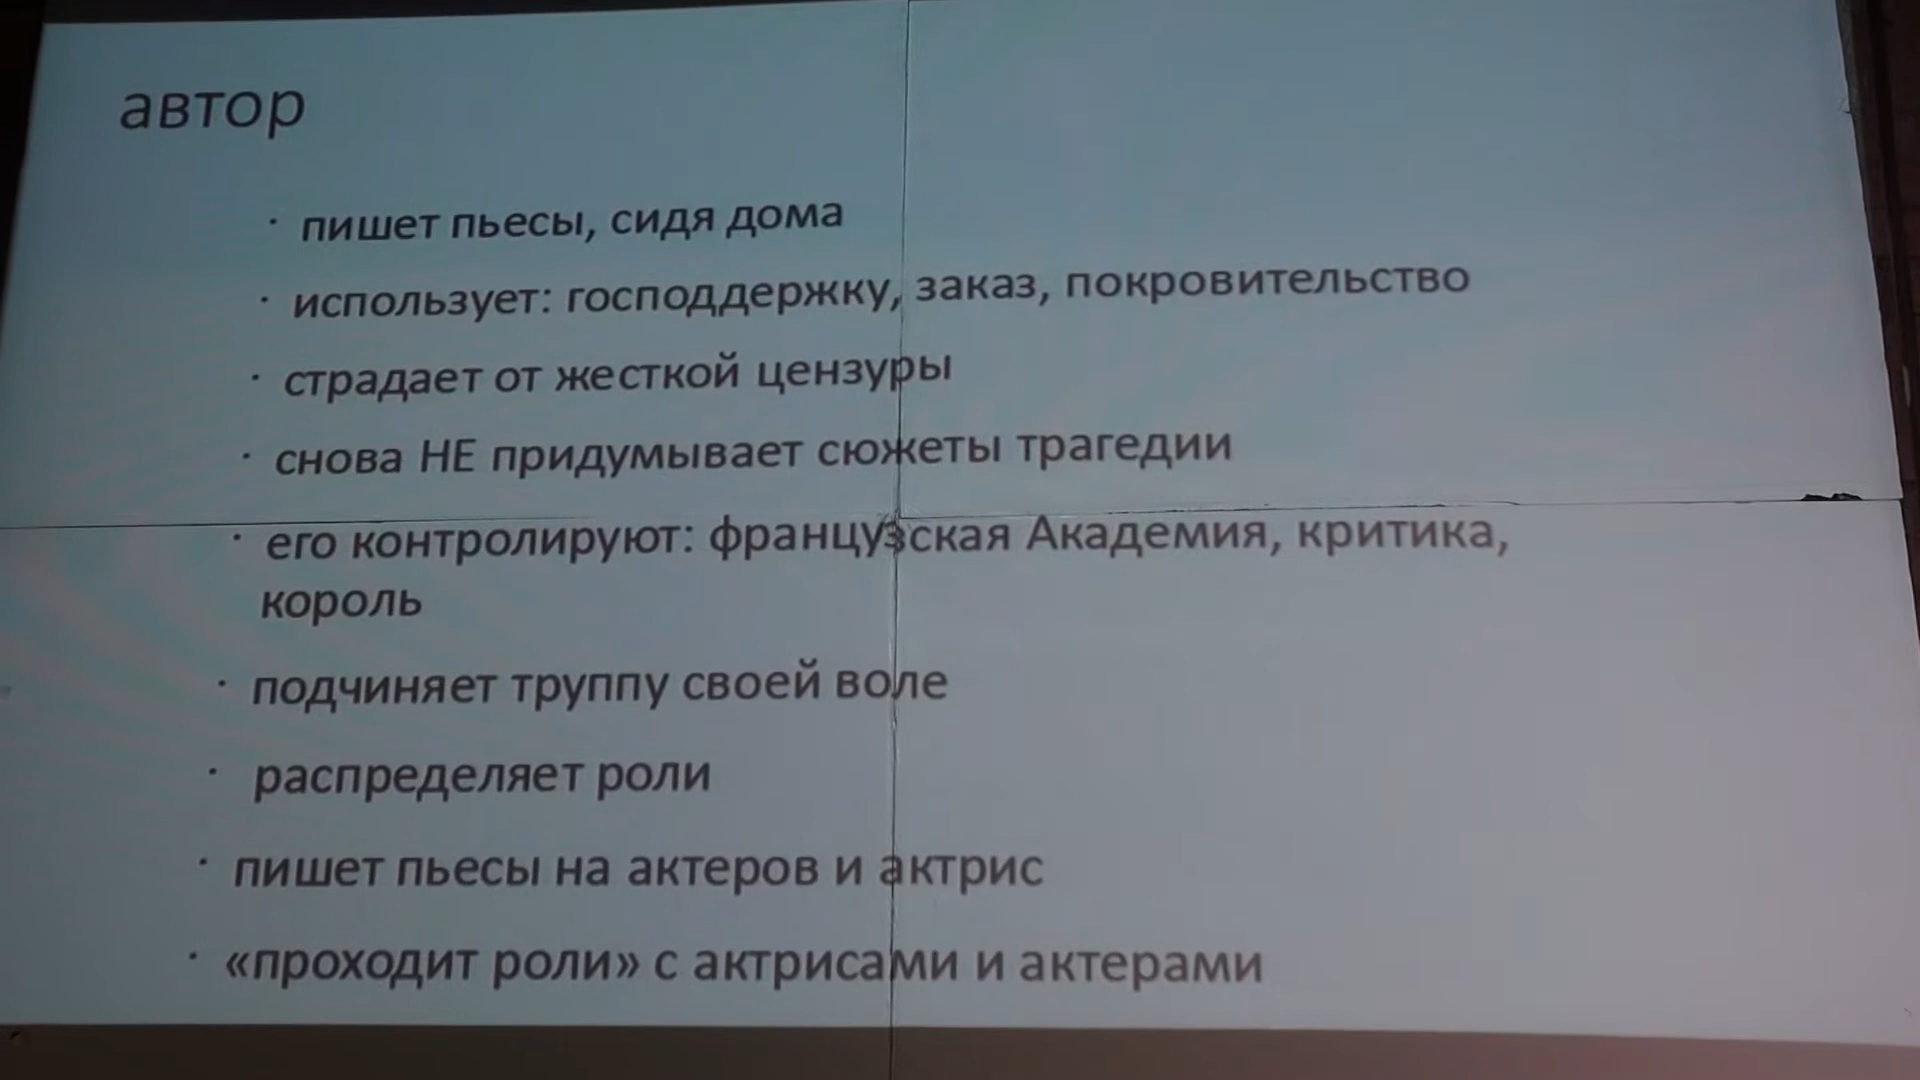 автор
· пишет пьесы, сидя дома
· использует: господдержку, заказ, покровительство
· страдает от жесткой цензуры
· снова НЕ придумывает сюжеты трагедии
· его контролируют: французская Академия, критика,
король
· подчиняет труппу своей воле
· распределяет роли
· пишет пьесы на актеров и актрис
· «проходит роли» с актрисами и актерами